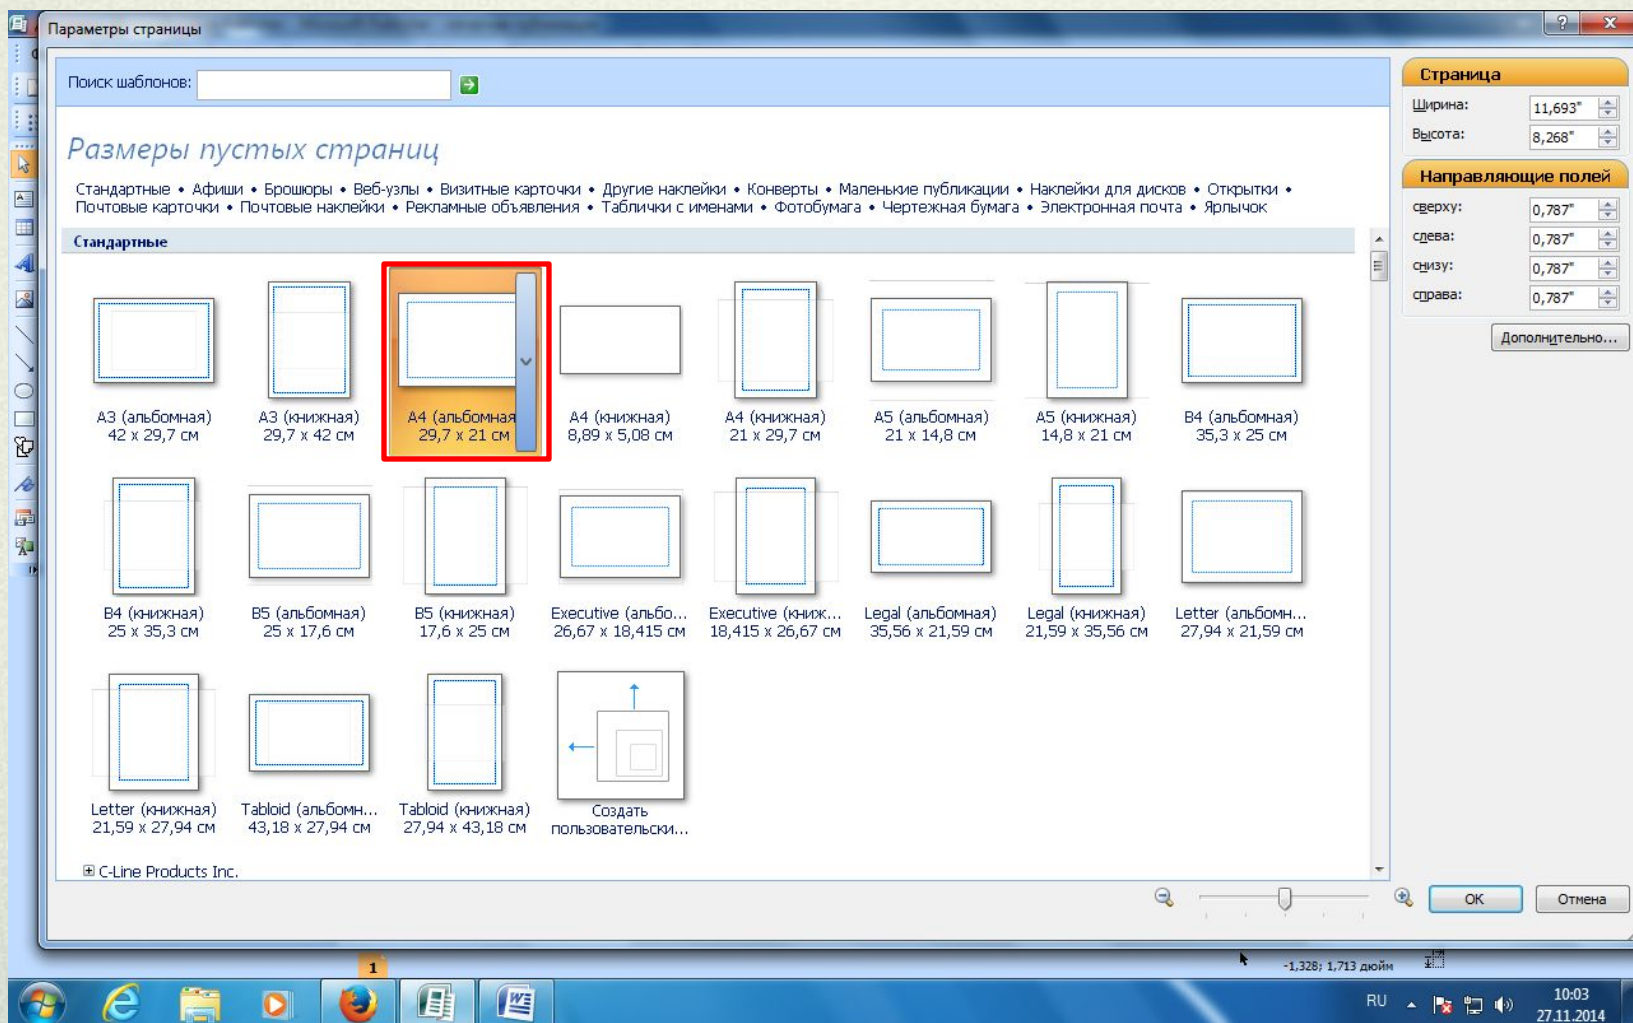 Параметры страницы
Поиск шаблонов:
Размеры пустых страниц
Стандартные • Афиши • Брошюры • Веб-узлы • Визитные карточки • Другие наклейки • Конверты • Маленькие публикации • Наклейки для дисков • Открытки •
Почтовые карточки • Почтовые наклейки • Рекламные объявления • Таблички с именами • Фотобумага • Чертежная бумага • Электронная почта • Ярлычок
Стандартные
A3 (альбомная)
42 x 29,7 см
A3 (книжная)
29,7 x 42 см
A4 (альбомная
29,7 x 21 см
A4 (книжная)
8,89 x 5,08 см
A4 (книжная)
21 x 29,7 см
A5 (альбомная)
21 x 14,8 см
A5 (книжная)
14,8 x 21 см
B4 (альбомная)
35,3 x 25 см
B4 (книжная)
25 x 35,3 см
B5 (альбомная)
25 x 17,6 см
B5 (книжная)
17,6 x 25 см
Executive (альбо...
26,67 x 18,415 см
Executive (книж...
18,415 x 26,67 см
Legal (альбомная)
35,56 x 21,59 см
Legal (книжная)
21,59 x 35,56 см
Letter (альбомн...
27,94 x 21,59 см
Letter (книжная)
21,59 x 27,94 см
Tabloid (альбомн...
43,18 x 27,94 см
Tabloid (книжная)
27,94 x 43,18 см
Создать
пользовательски...
C-Line Products Inc.
Страница
Ширина: 11,693"
Высота: 8,268"
Направляющие полей
сверху: 0,787"
слева: 0,787"
снизу: 0,787"
справа: 0,787"
Дополнительно...
ОК
Отмена
1
-1,328; 1,713 дюйм
RU
10:03
27.11.2014